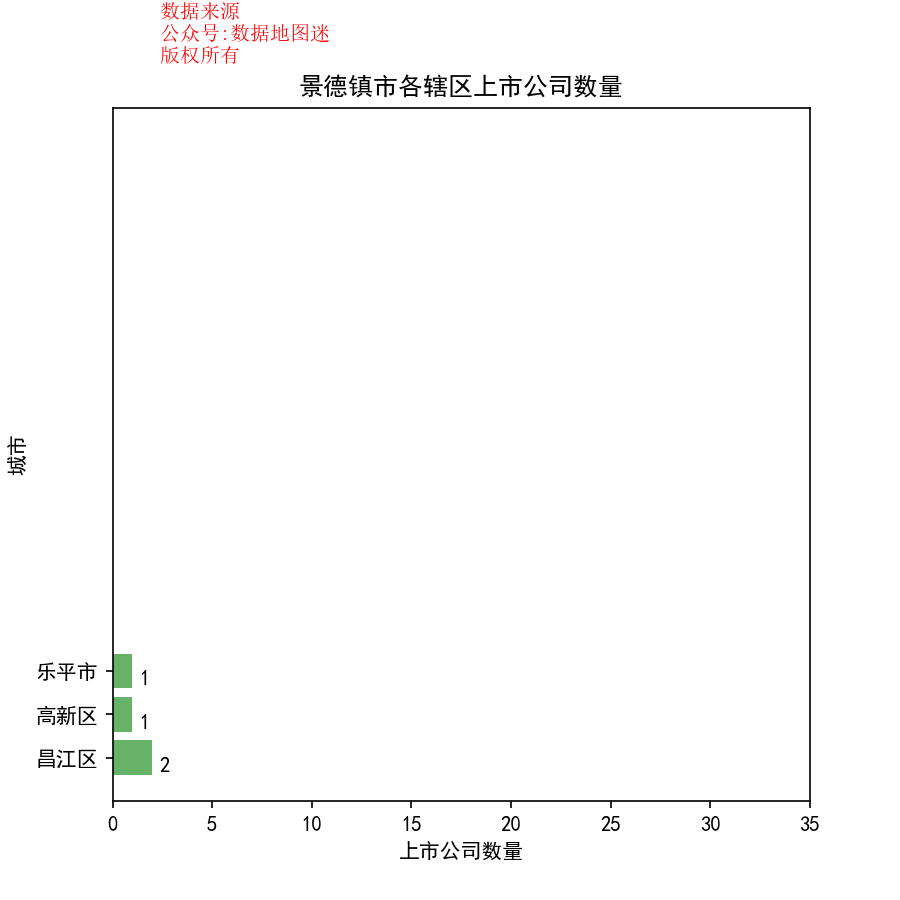 数据来源
公众号:数据地图迷
版权所有
景德镇市各辖区上市公司数量
城市
乐平市
1
高新区
1
昌江区
2
0 5 10 15 20 25 30 35
上市公司数量